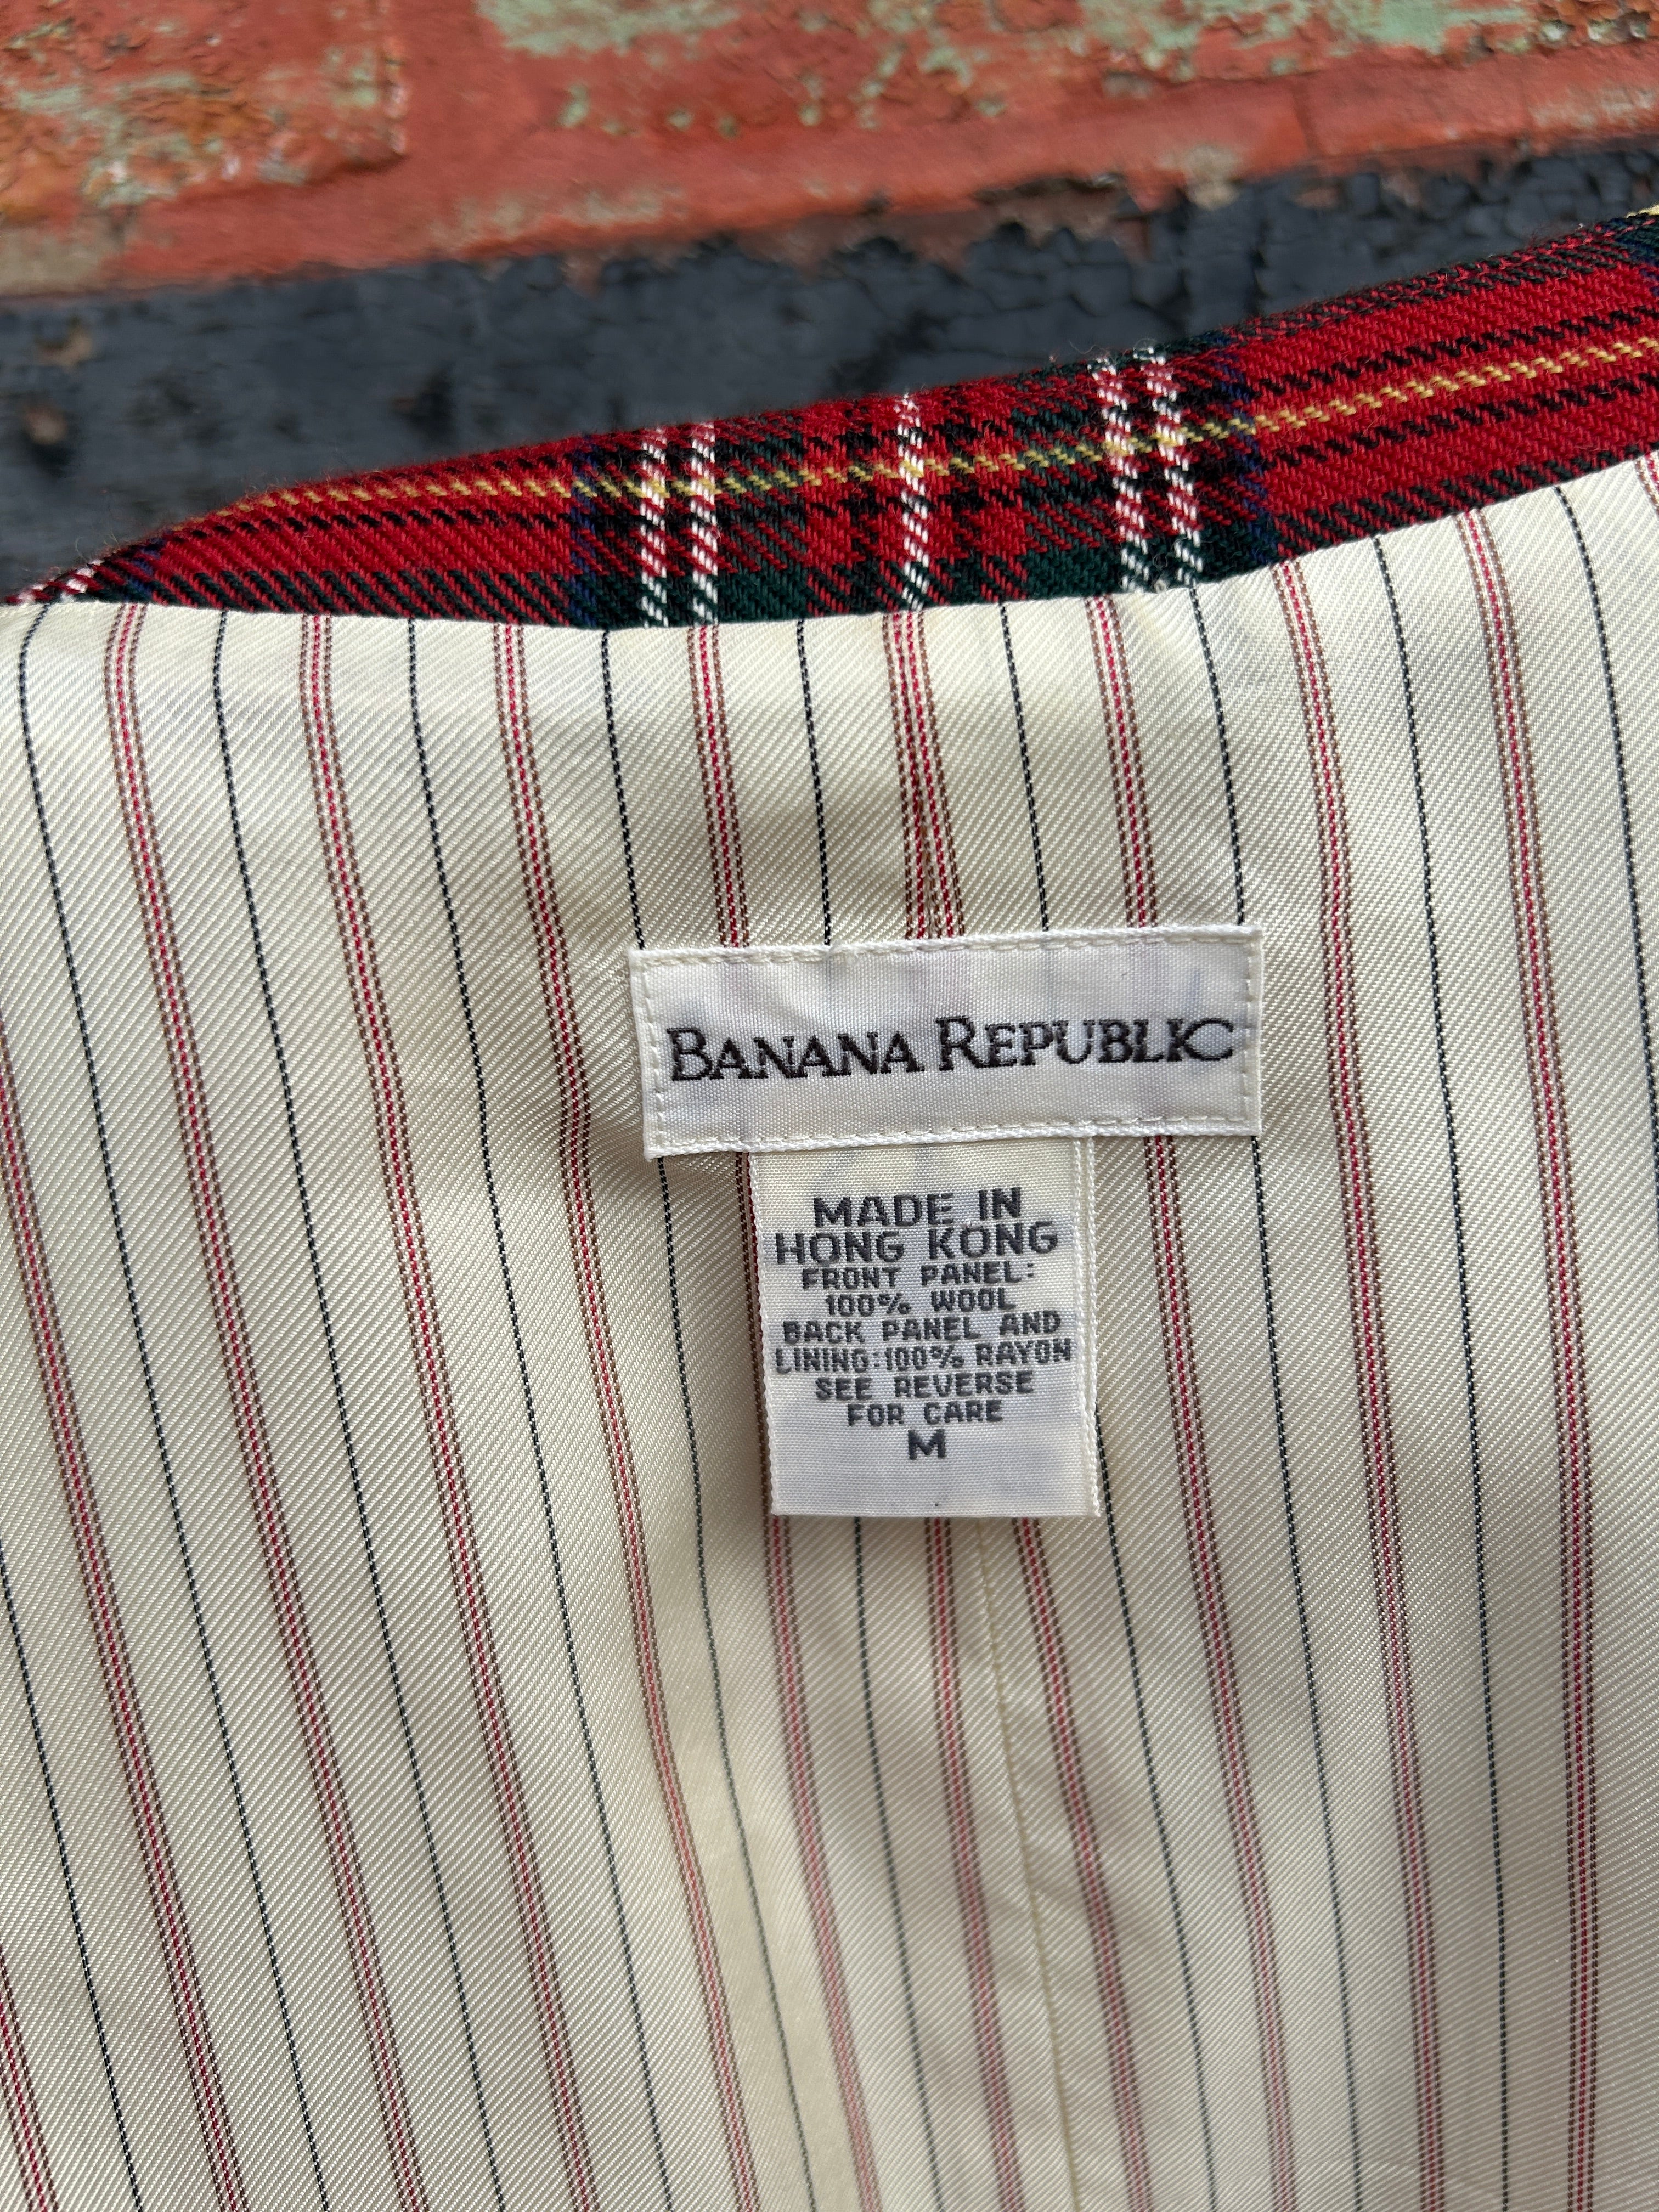 BANANA REPUBLIC
MADE IN
HONG KONG
FRONT PANEL:
100% WOOL
BACK PANEL AND
LINING:100% RAYON
SEE REVERSE
FOR CARE
M